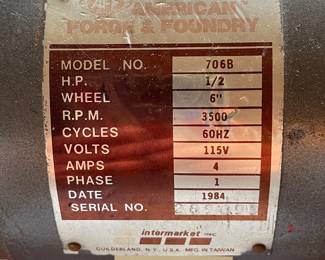 AMERICAN
FORGE & FOUNDRY
MODEL NO. 706B
H.P. 1/2
WHEEL 6"
R.P.M. 3500
CYCLES 60HZ
VOLTS 115V
AMPS 4
PHASE 1
DATE 1984
SERIAL NO.
intermarket INC.
GUILDERLAND, N.Y., U.S.A. MFG. IN TAIWAN